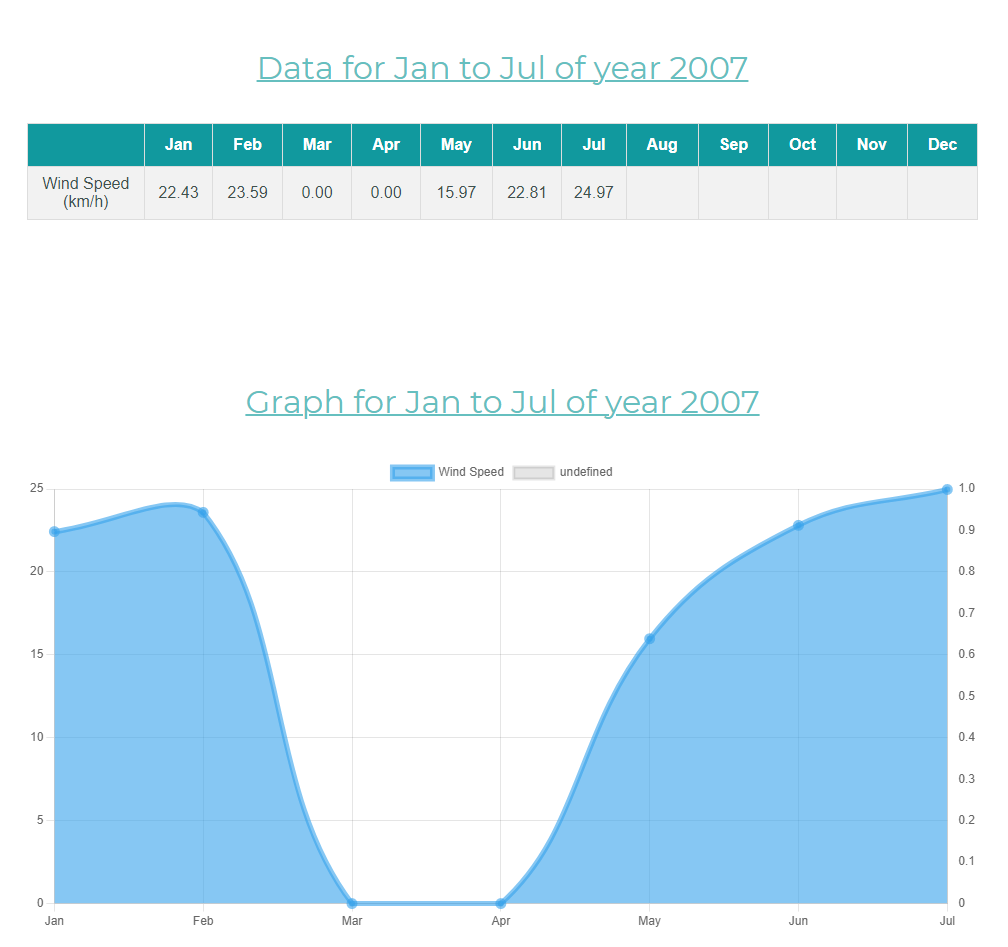 Data for Jan to Jul of year 2007
Jan Feb Mar Apr May Jun Jul Aug Sep Oct Nov Dec
Wind Speed
(km/h) 22.43 23.59 0.00 0.00 15.97 22.81 24.97
Graph for Jan to Jul of year 2007
Wind Speed undefined
25 1.0
0.9
20 0.8
0.7
15 0.6
0.5
10 0.4
0.3
5 0.2
0.1
0 0
Jan Feb Mar Apr May Jun Jul